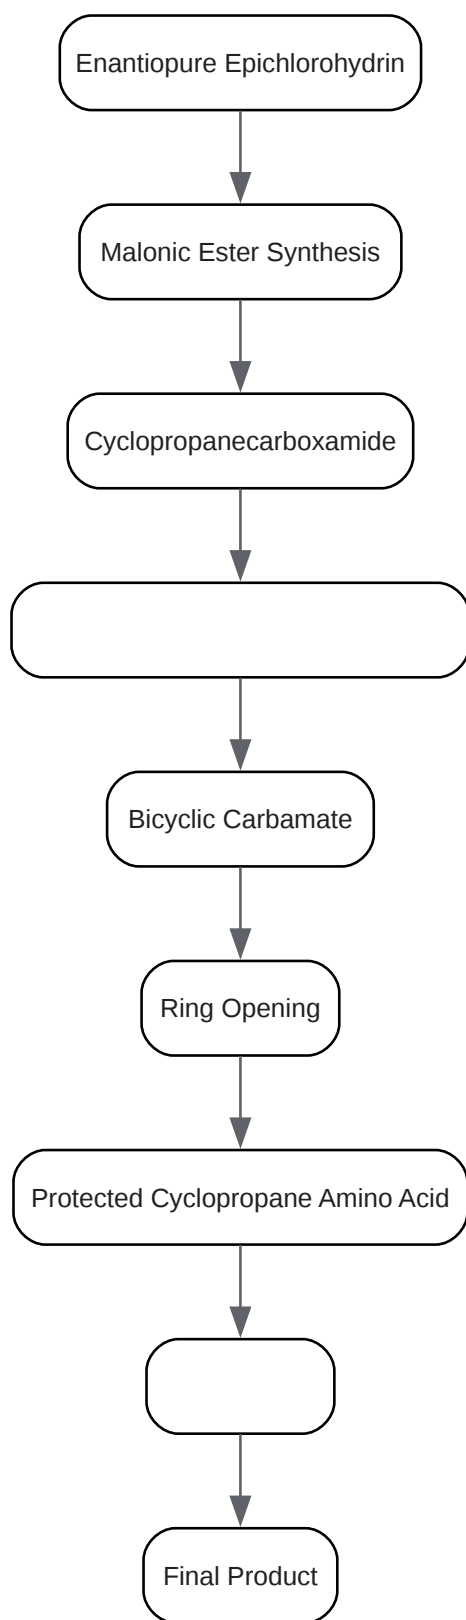 Enantiopure Epichlorohydrin
Malonic Ester Synthesis
Cyclopropanecarboxamide
Bicyclic Carbamate
Ring Opening
Protected Cyclopropane Amino Acid
Final Product